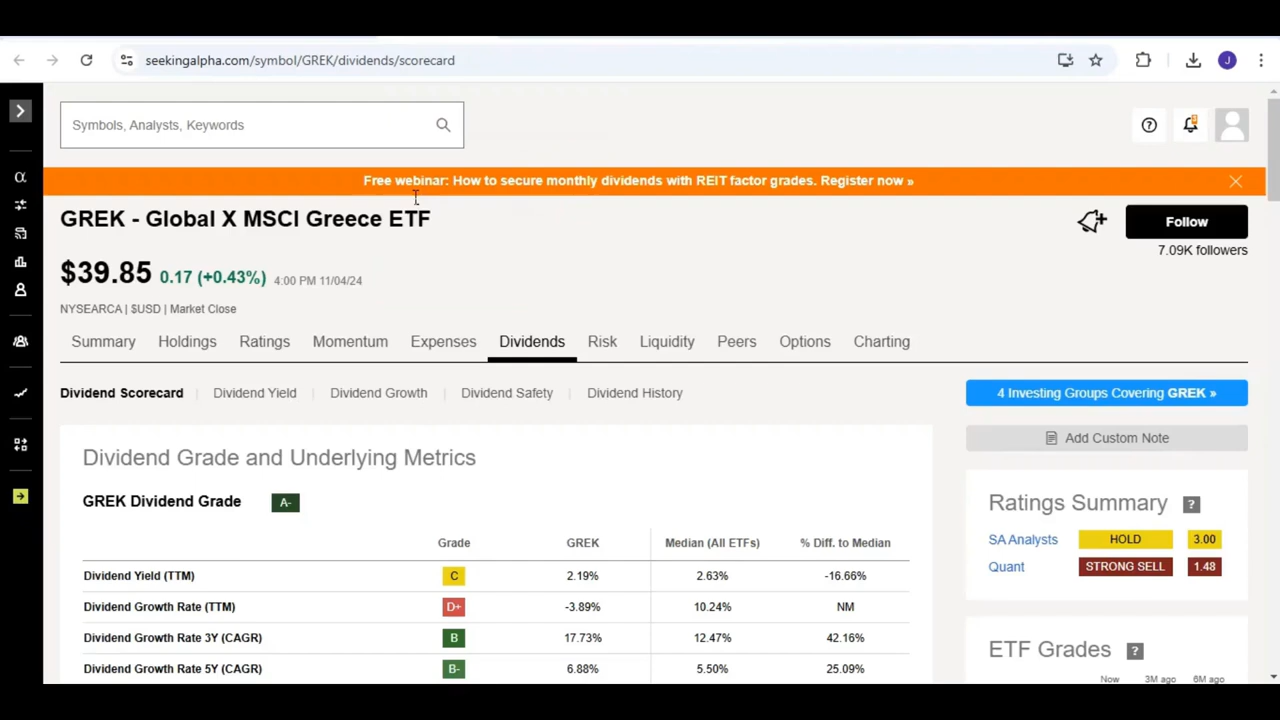 seekingalpha.com/symbol/GREK/dividends/scorecard
J
Symbols, Analysts, Keywords
Free webinar: How to secure monthly dividends with REIT factor grades. Register now »
GREK - Global X MSCI Greece ETF
Follow
7.09K followers
$39.85 0.17 (+0.43%) 4:00 PM 11/04/24
NYSEARCA | $USD | Market Close
Summary Holdings Ratings Momentum Expenses Dividends Risk Liquidity Peers Options Charting
Dividend Scorecard | Dividend Yield | Dividend Growth | Dividend Safety | Dividend History
4 Investing Groups Covering GREK »
Add Custom Note
Dividend Grade and Underlying Metrics
GREK Dividend Grade A-
Grade GREK Median (All ETFs) % Diff. to Median
Dividend Yield (TTM) C 2.19% 2.63% -16.66%
Dividend Growth Rate (TTM) D+ -3.89% 10.24% NM
Dividend Growth Rate 3Y (CAGR) B 17.73% 12.47% 42.16%
Dividend Growth Rate 5Y (CAGR) B- 6.88% 5.50% 25.09%
Ratings Summary ?
SA Analysts HOLD 3.00
Quant STRONG SELL 1.48
ETF Grades ?
Now 3M ago 6M ago